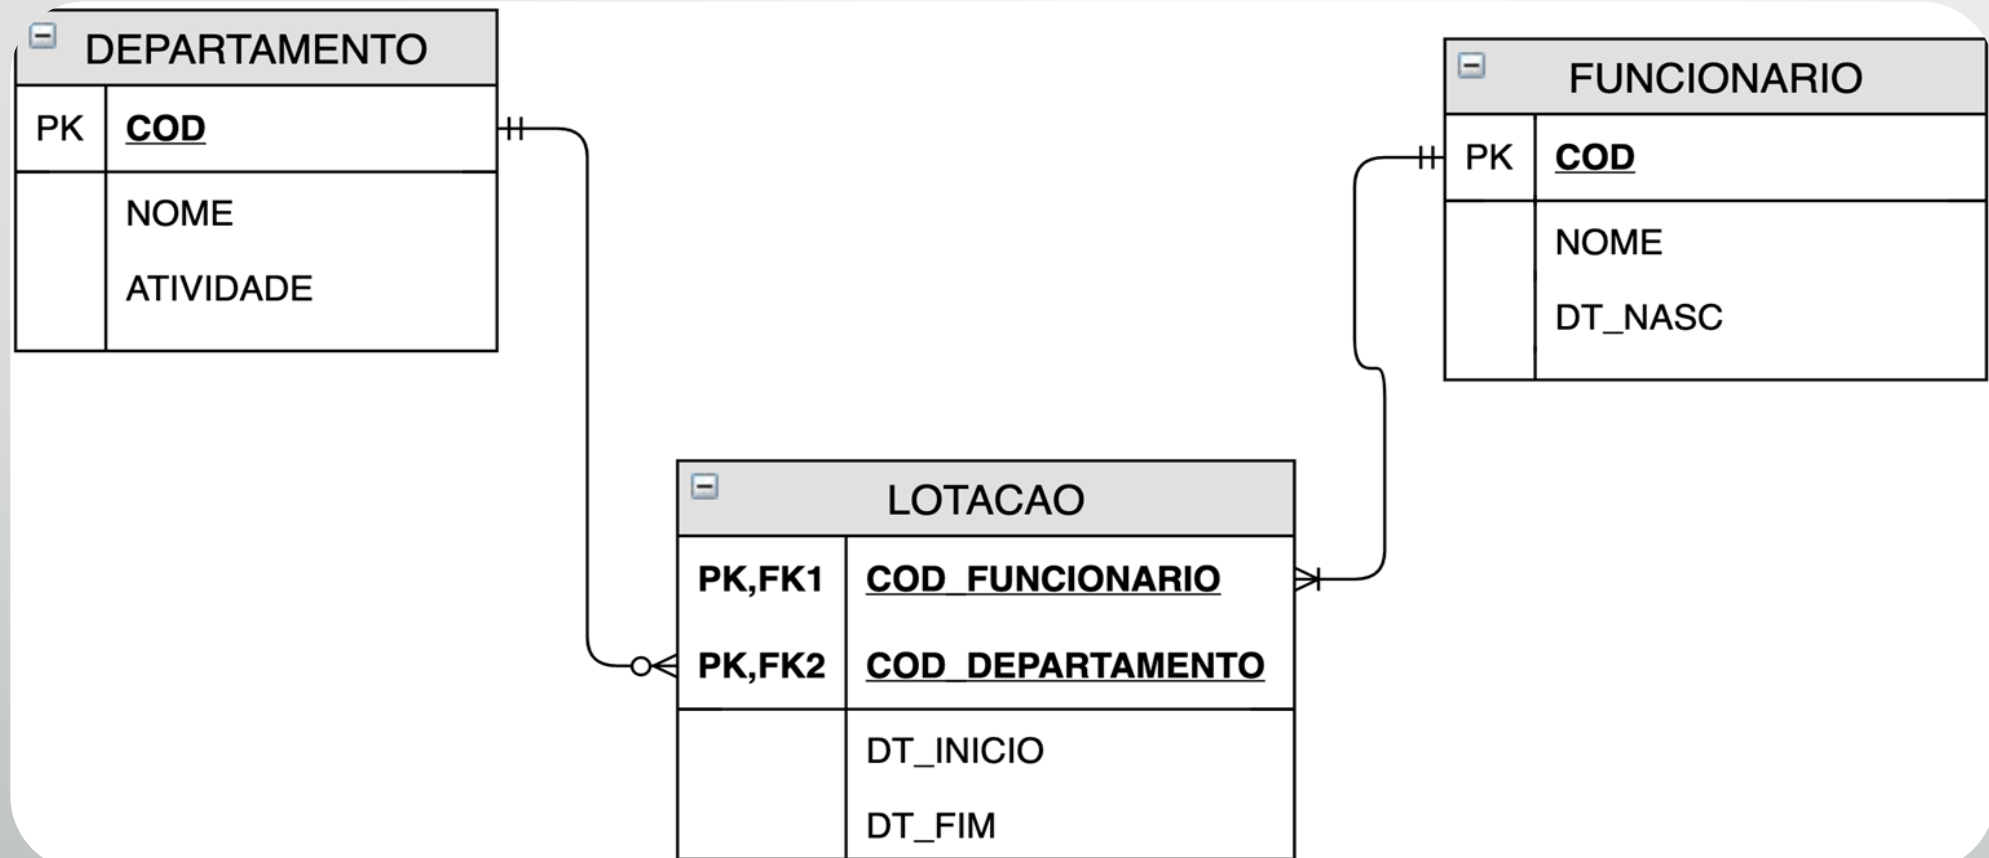 DEPARTAMENTO
PK COD
NOME
ATIVIDADE
FUNCIONARIO
PK COD
NOME
DT_NASC
LOTACAO
PK,FK1 COD_FUNCIONARIO
PK,FK2 COD_DEPARTAMENTO
DT_INICIO
DT_FIM